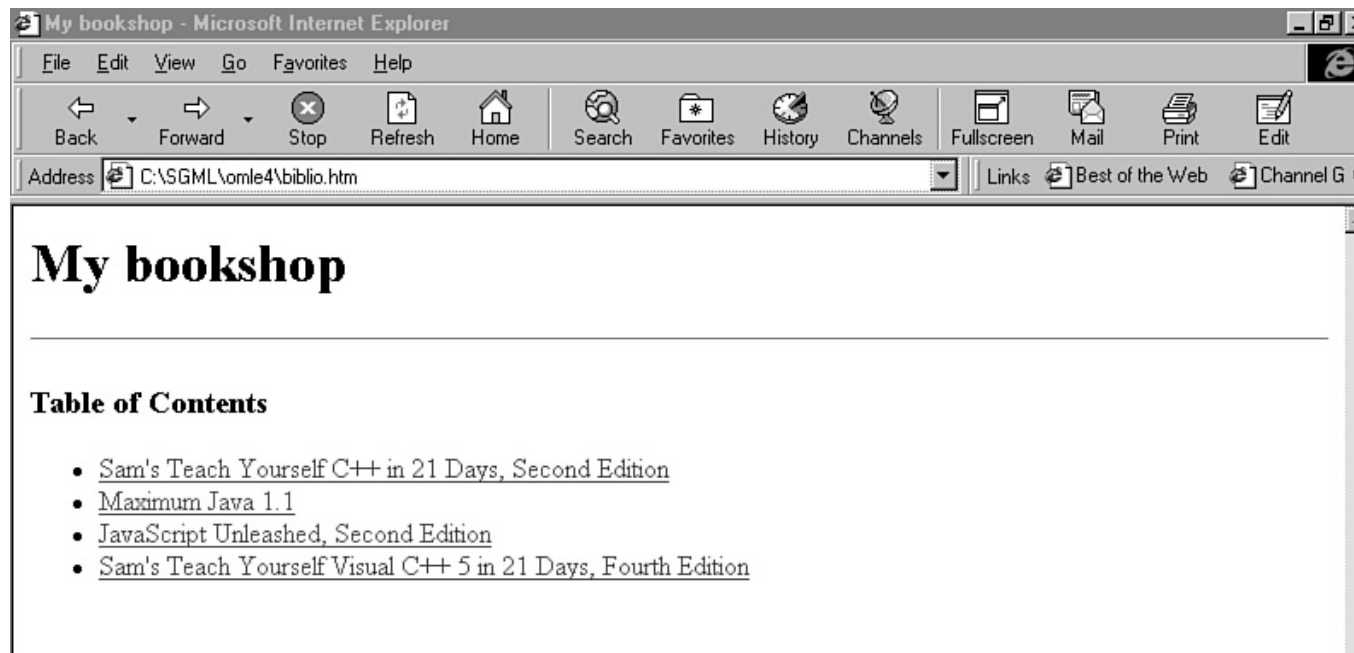 My bookshop - Microsoft Internet Explorer
File Edit View Go Favorites Help
Back Forward Stop Refresh Home Search Favorites History Channels Fullscreen Mail Print Edit
Address C:\SGML\omle4\biblio.htm Links Best of the Web Channel G
My bookshop
Table of Contents
• Sam's Teach Yourself C++ in 21 Days, Second Edition
• Maximum Java 1.1
• JavaScript Unleashed, Second Edition
• Sam's Teach Yourself Visual C++ 5 in 21 Days, Fourth Edition